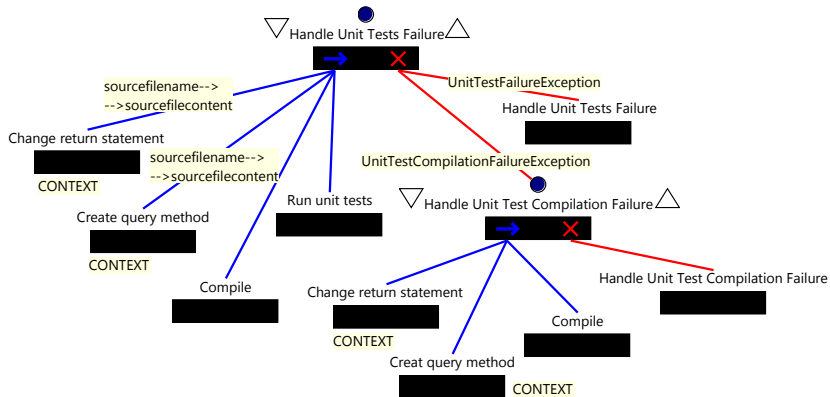 Handle Unit Tests Failure
sourcefilename-->
-->sourcefilecontent
UnitTestFailureException
Handle Unit Tests Failure
Change return statement
CONTEXT
sourcefilename-->
-->sourcefilecontent
UnitTestCompilationFailureException
Create query method
CONTEXT
Run unit tests
Handle Unit Test Compilation Failure
Compile
Change return statement
CONTEXT
Handle Unit Test Compilation Failure
Compile
Creat query method
CONTEXT